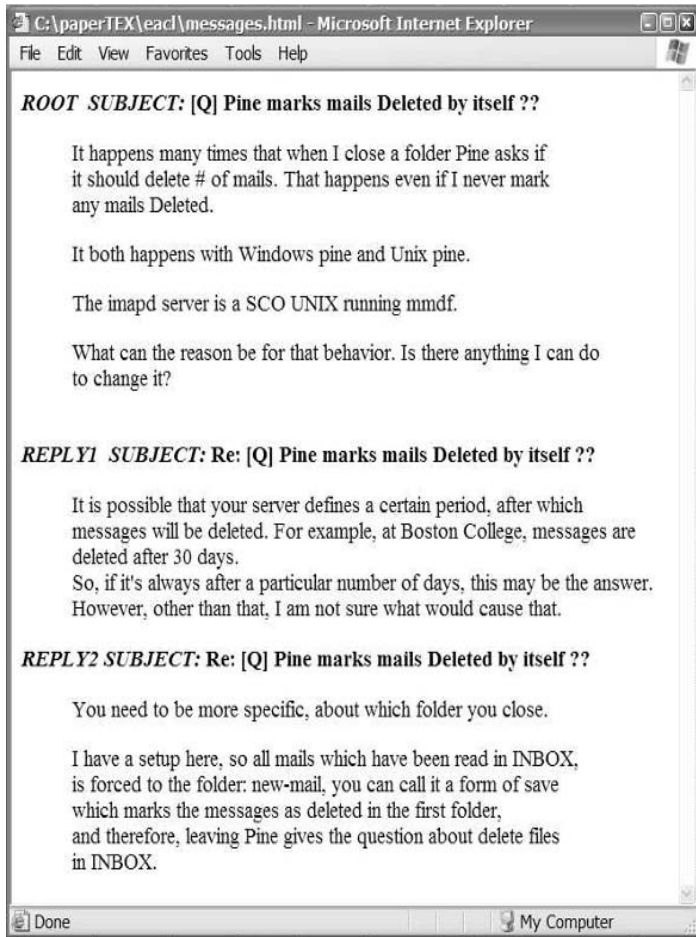 C:\paperTEX\eacl\messages.html - Microsoft Internet Explorer
File Edit View Favorites Tools Help
ROOT SUBJECT: [Q] Pine marks mails Deleted by itself ??
It happens many times that when I close a folder Pine asks if
it should delete # of mails. That happens even if I never mark
any mails Deleted.
It both happens with Windows pine and Unix pine.
The imapd server is a SCO UNIX running mmdf.
What can the reason be for that behavior. Is there anything I can do
to change it?
REPLY1 SUBJECT: Re: [Q] Pine marks mails Deleted by itself ??
It is possible that your server defines a certain period, after which
messages will be deleted. For example, at Boston College, messages are
deleted after 30 days.
So, if it's always after a particular number of days, this may be the answer.
However, other than that, I am not sure what would cause that.
REPLY2 SUBJECT: Re: [Q] Pine marks mails Deleted by itself ??
You need to be more specific, about which folder you close.
I have a setup here, so all mails which have been read in INBOX,
is forced to the folder: new-mail, you can call it a form of save
which marks the messages as deleted in the first folder,
and therefore, leaving Pine gives the question about delete files
in INBOX.
Done My Computer